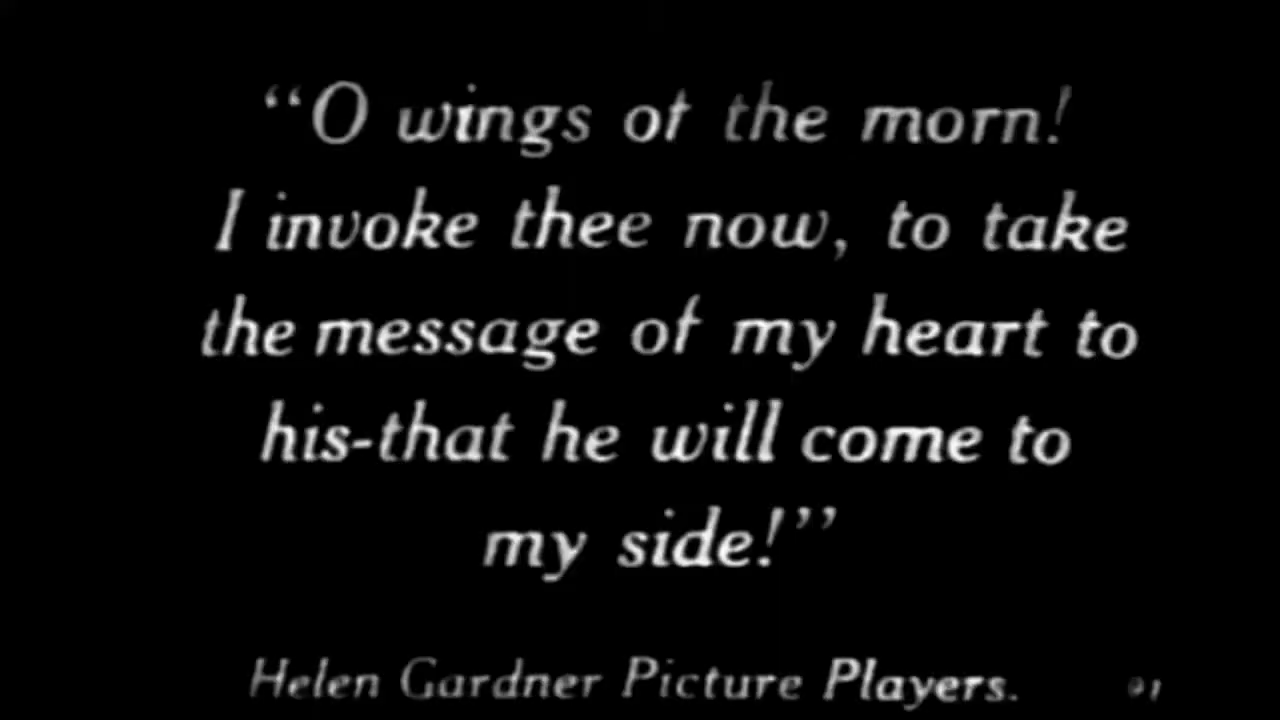 “O wings of the morn!
I invoke thee now, to take
the message of my heart to
his-that he will come to
my side!”
Helen Gardner Picture Players.